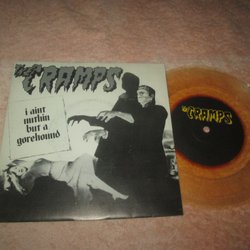 THE CRAMPS
i aint nuthin
but a
gorehound
THE CRAMPS